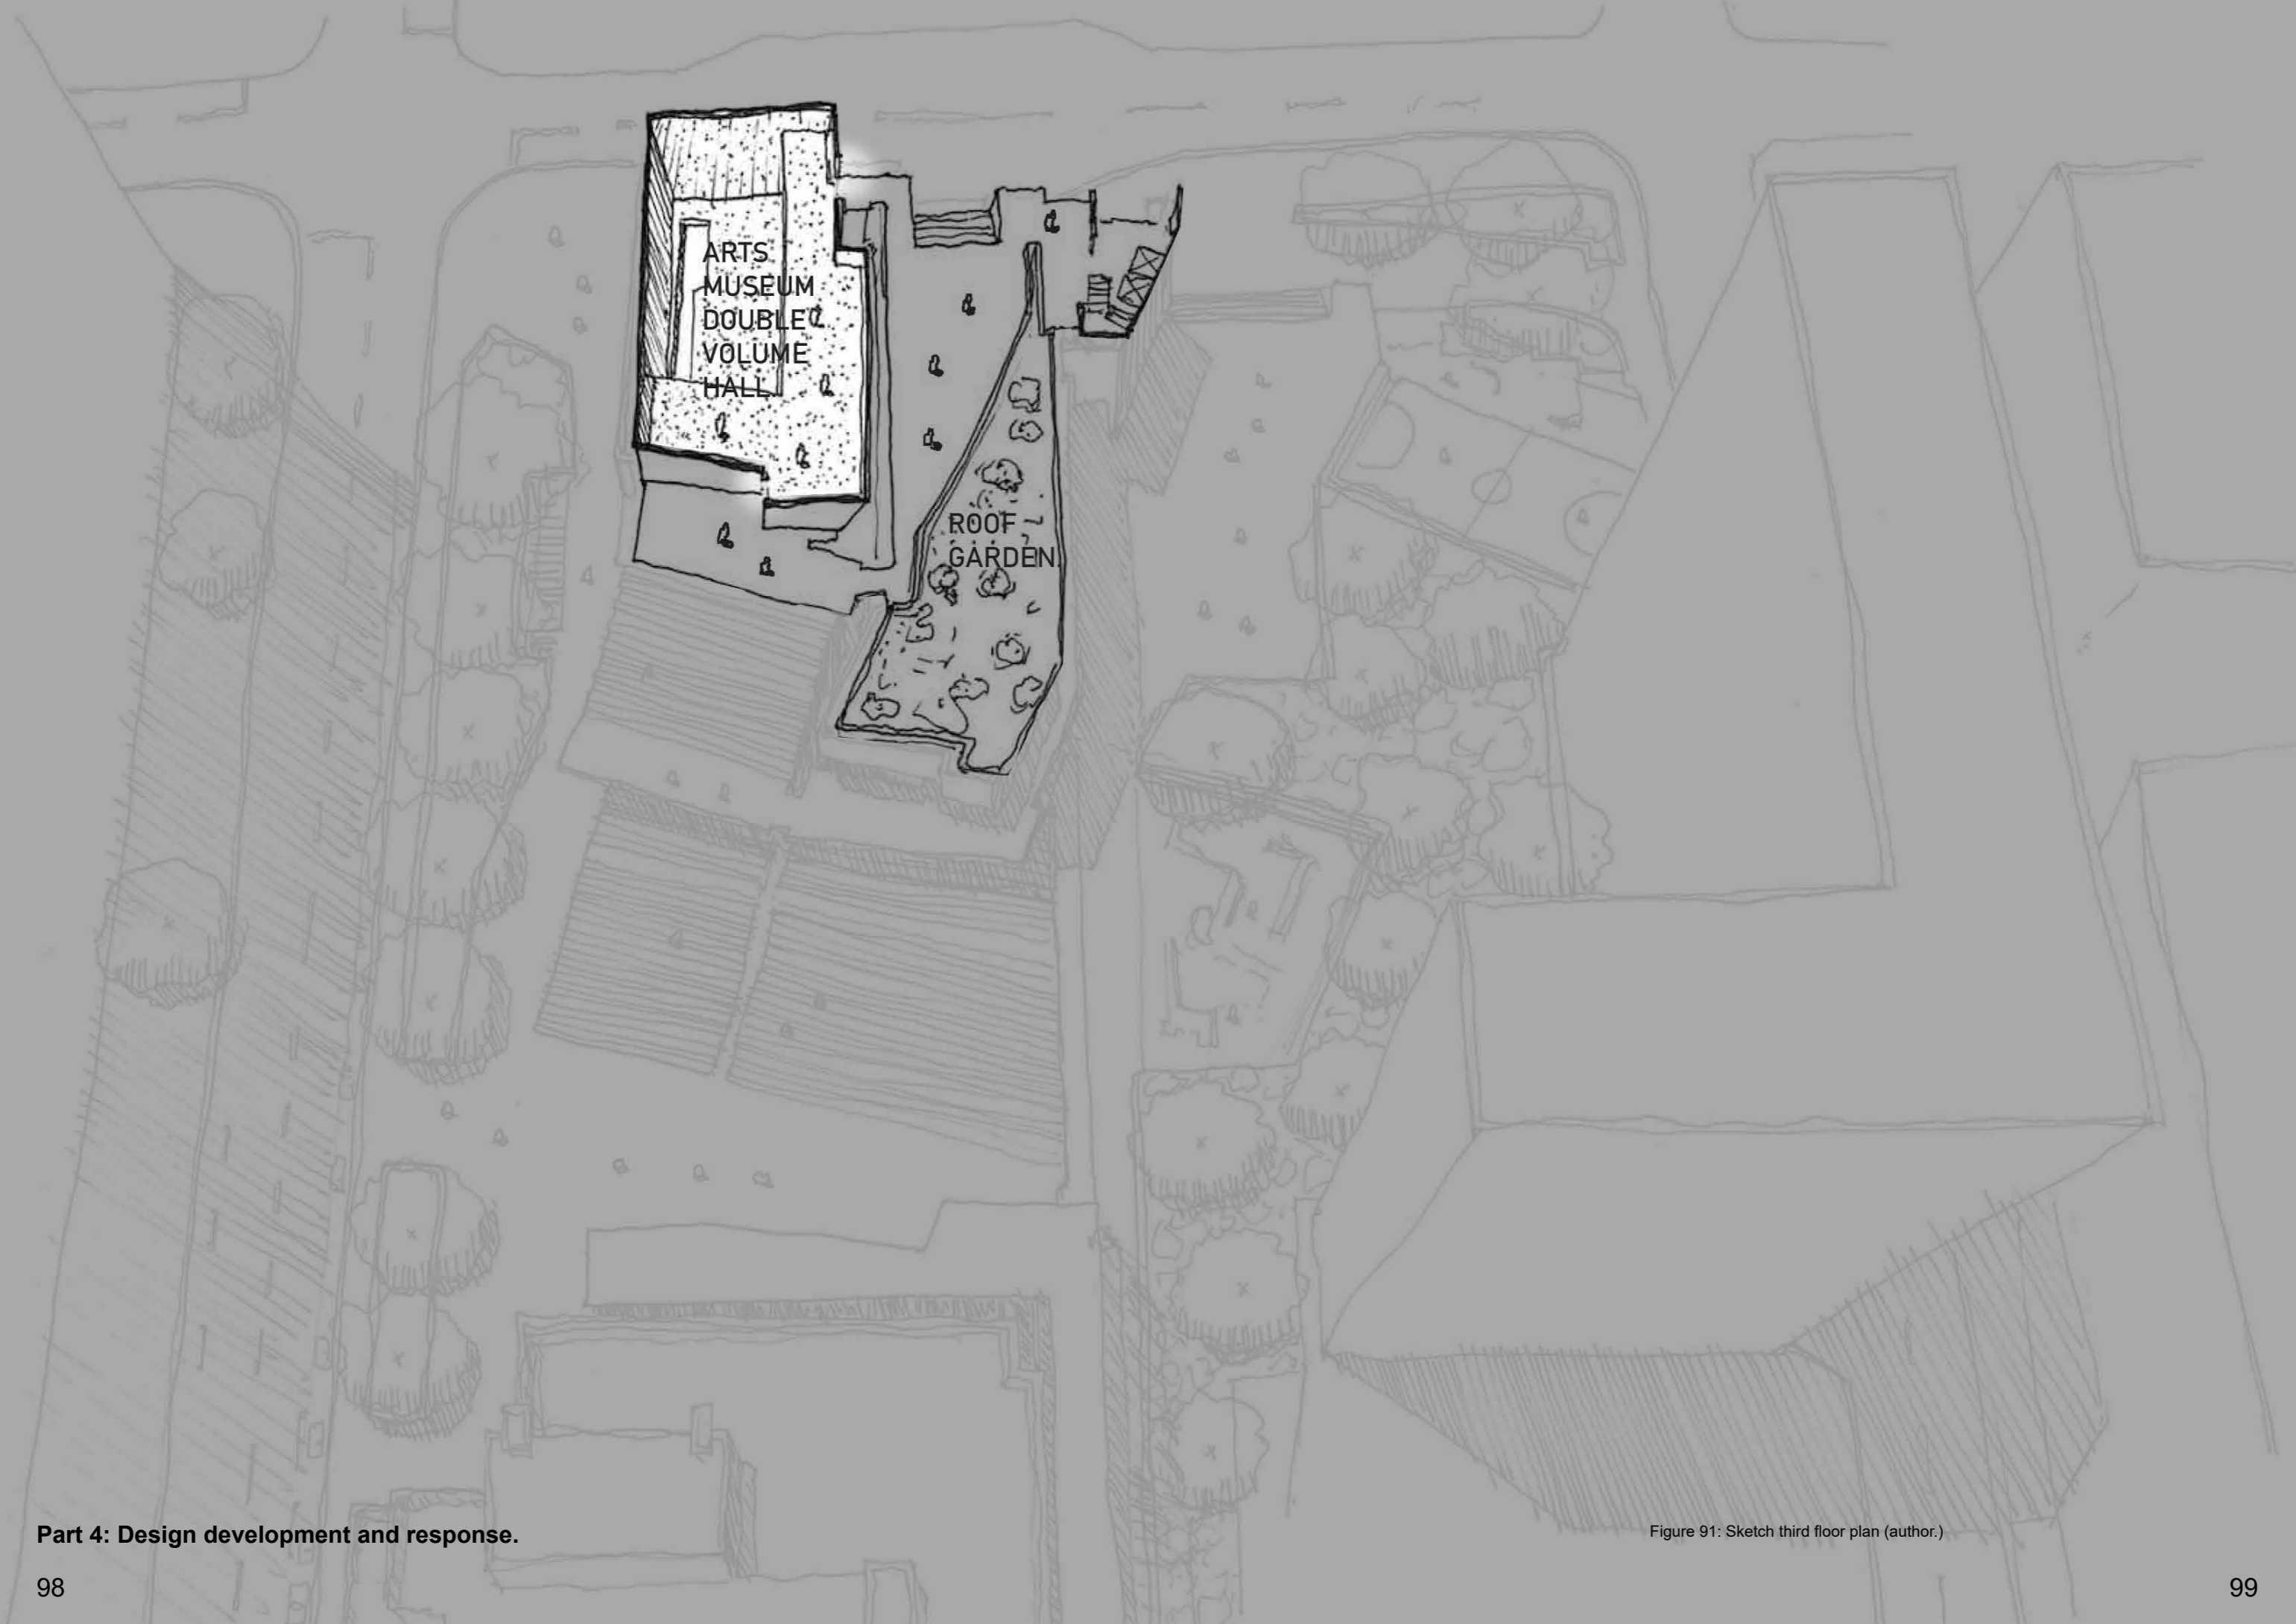 ARTS
MUSEUM
DOUBLE
VOLUME
HALL.
ROOF
GARDEN.
Part 4: Design development and response.
Figure 91: Sketch third floor plan (author.)
98
99